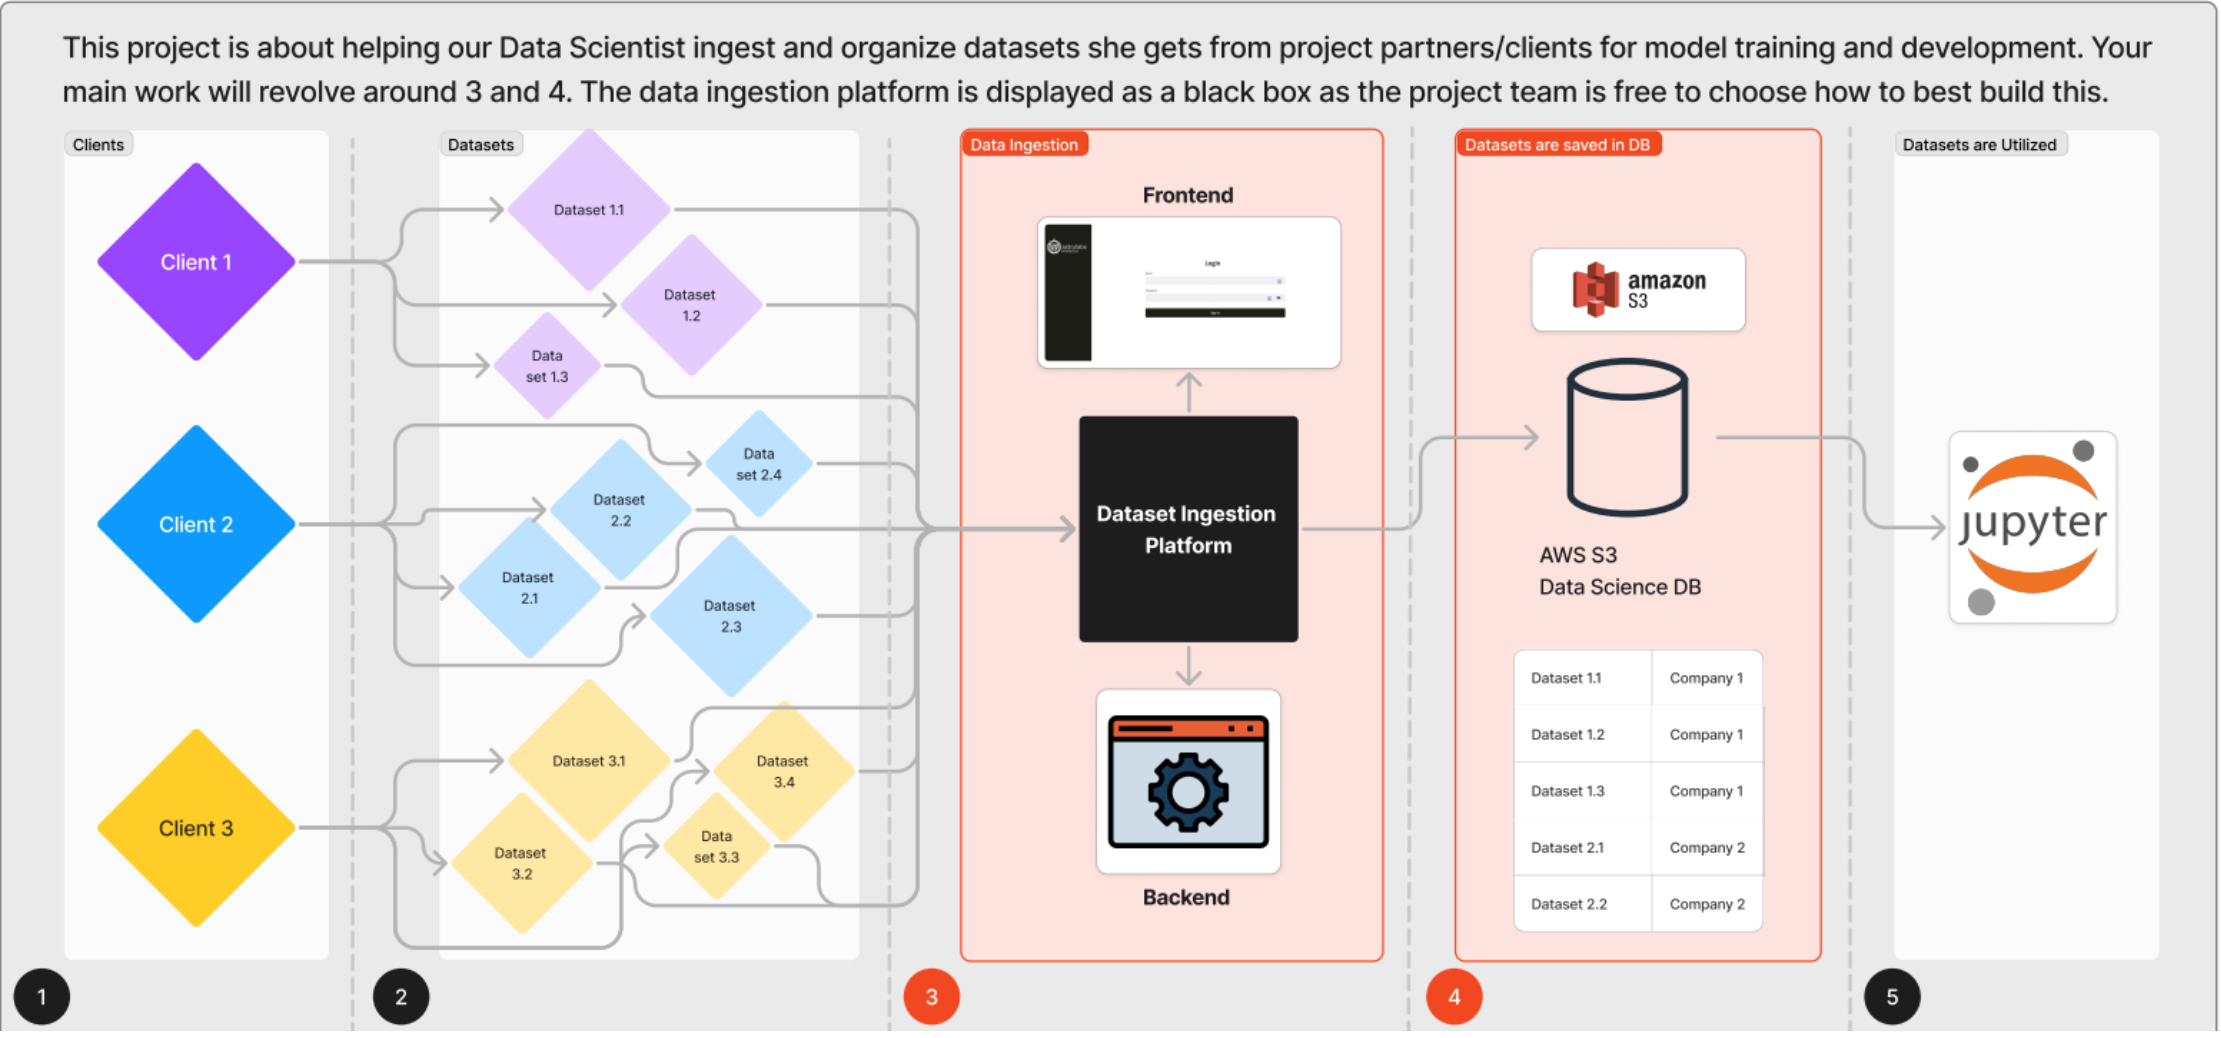 This project is about helping our Data Scientist ingest and organize datasets she gets from project partners/clients for model training and development. Your
main work will revolve around 3 and 4. The data ingestion platform is displayed as a black box as the project team is free to choose how to best build this.
Clients
Client 1
Client 2
Client 3
1
Datasets
Dataset 1.1
Dataset
1.2
Data
set 1.3
Data
set 2.4
Dataset
2.2
Dataset
2.1
Dataset
2.3
Dataset 3.1
Dataset
3.4
Data
set 3.3
Dataset
3.2
2
Data Ingestion
Frontend
Login
Dataset Ingestion
Platform
Backend
3
Datasets are saved in DB
amazon
S3
AWS S3
Data Science DB
Dataset 1.1 Company 1
Dataset 1.2 Company 1
Dataset 1.3 Company 1
Dataset 2.1 Company 2
Dataset 2.2 Company 2
4
Datasets are Utilized
jupyter
5